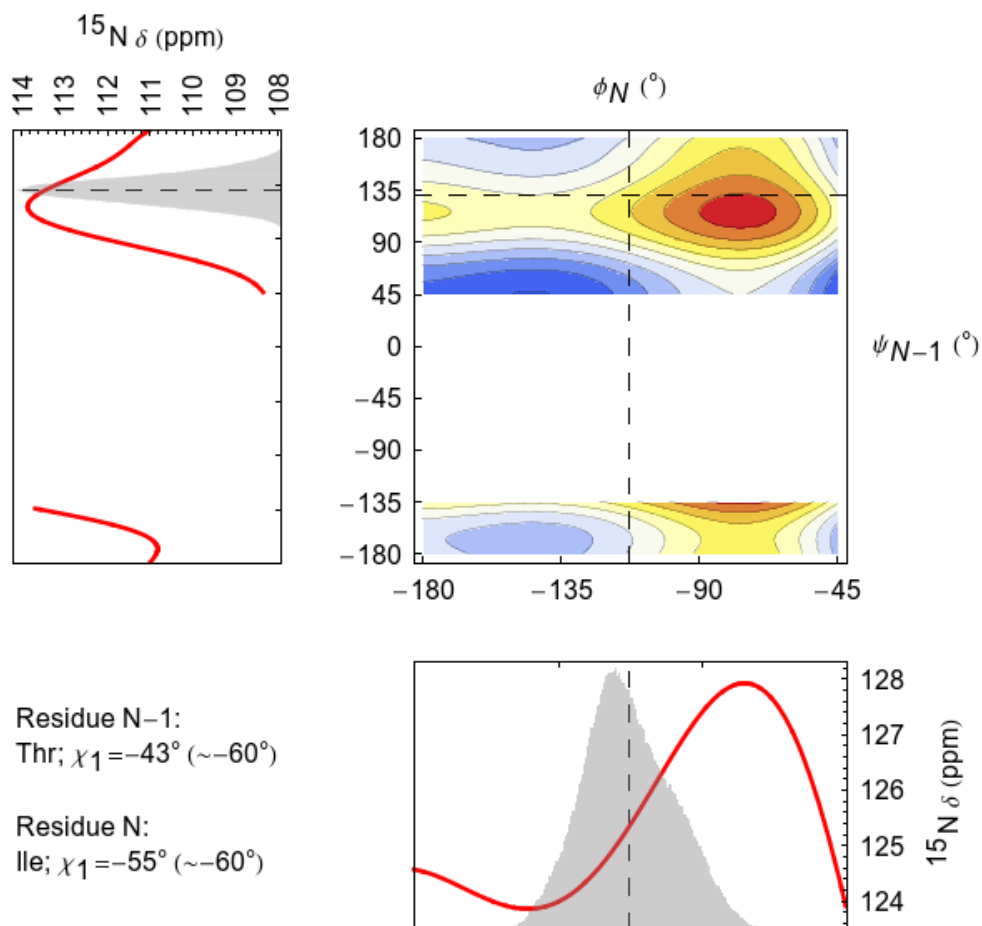 15N δ (ppm)
114 113 112 111 110 109 108
ϕN (°)
180
135
90
45
0
−45
−90
−135
−180
ψN−1 (°)
−180 −135 −90 −45
128
127
126
125
124
15N δ (ppm)
Residue N−1:
Thr; χ1=−43° (~−60°)
Residue N:
Ile; χ1=−55° (~−60°)